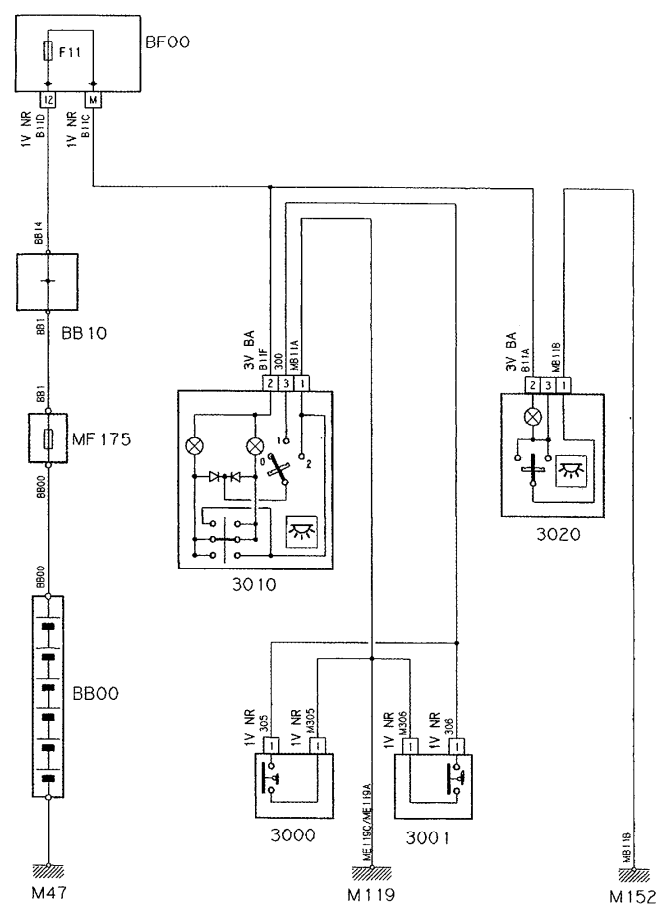 BF00
F11
12
M
1V NR
B11D
1V NR
B11C
BB14
BB10
BB1
BB1
MF175
BB00
BB00
BB00
M47
3V BA
B11F
300
MB11A
2
3
1
1
0
2
3010
3V BA
B11A
MB11B
2
3
1
3020
1V NR
305
1V NR
M305
1
1
3000
1V NR
M306
1V NR
306
1
1
3001
ME119C/ME119A
M119
MB11B
M152